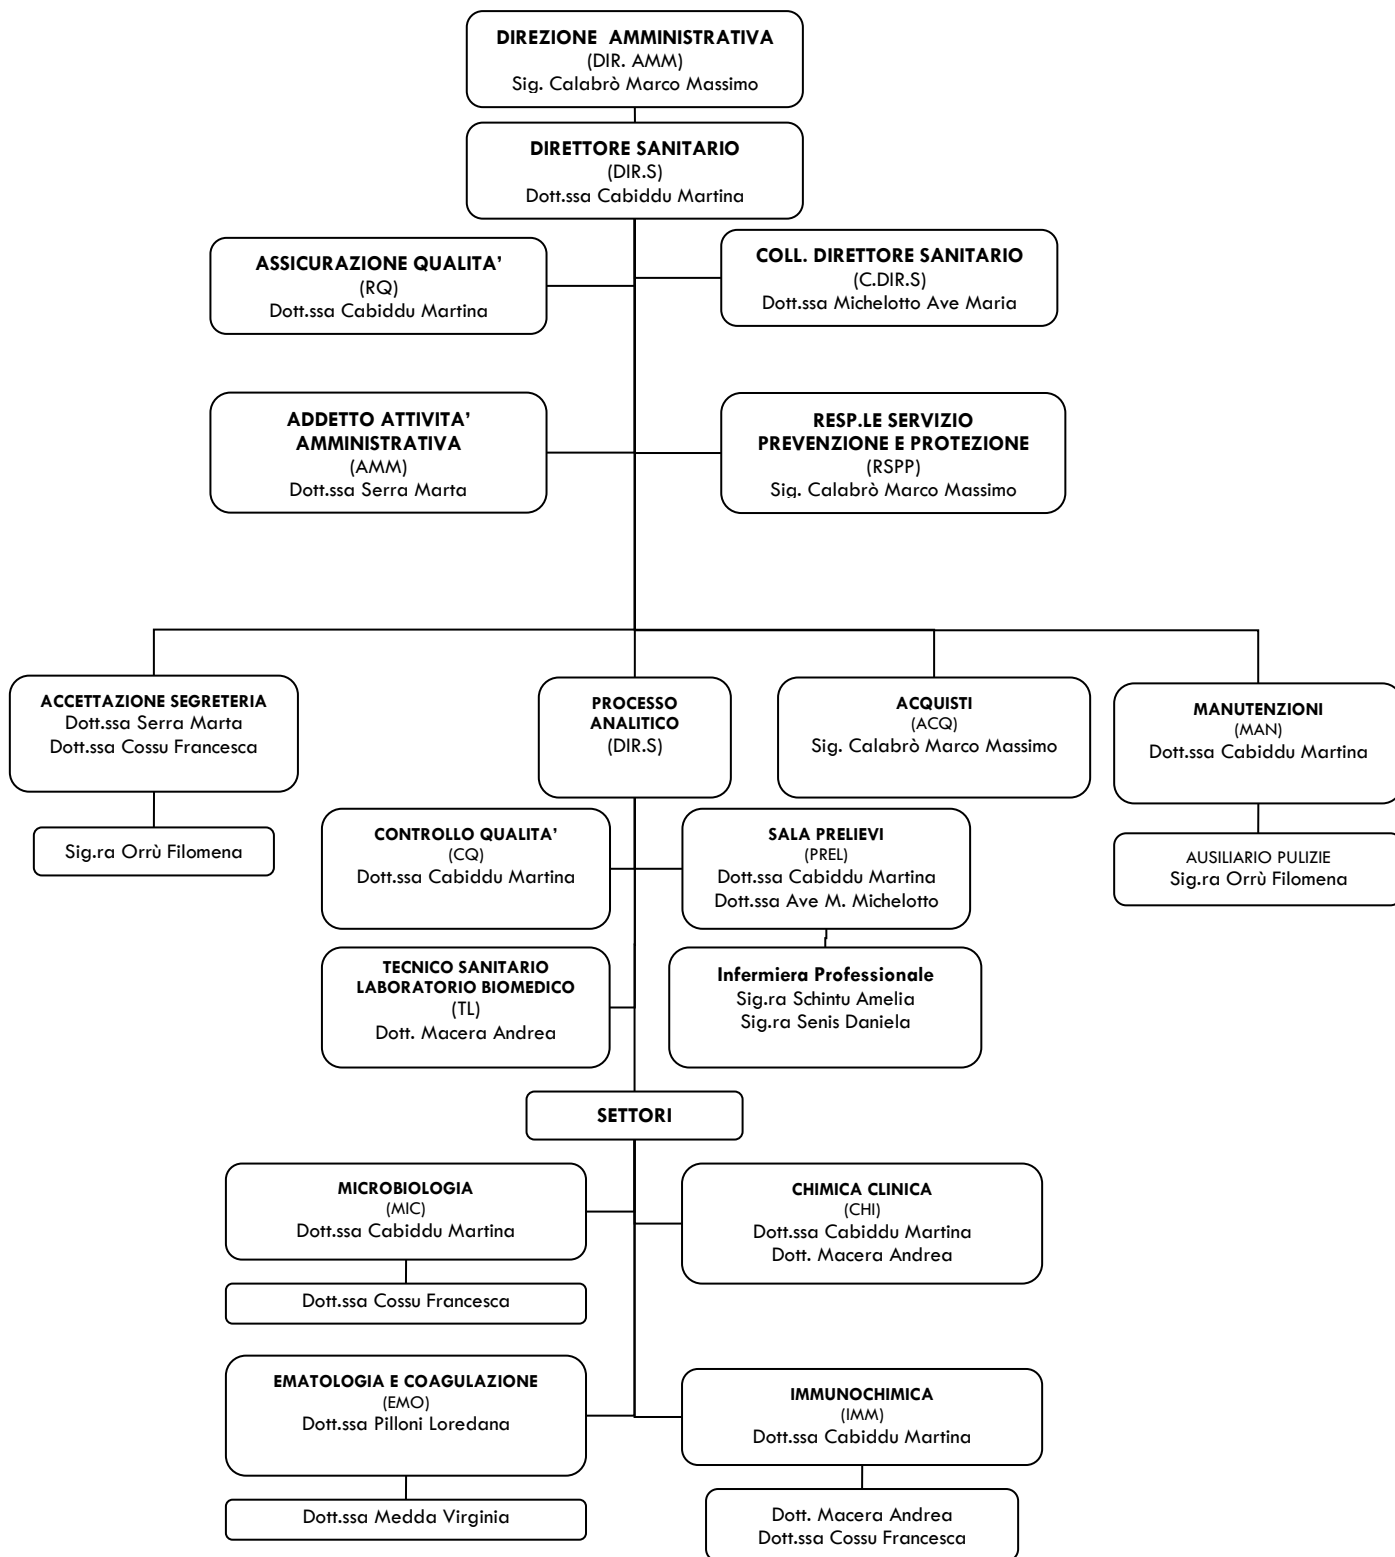 DIREZIONE  AMMINISTRATIVA
(DIR. AMM)
Sig. Calabrò Marco Massimo
DIRETTORE SANITARIO
(DIR.S)
Dott.ssa Cabiddu Martina
ASSICURAZIONE QUALITA'
(RQ)
Dott.ssa Cabiddu Martina
COLL. DIRETTORE SANITARIO
(C.DIR.S)
Dott.ssa Michelotto Ave Maria
ADDETTO ATTIVITA'
AMMINISTRATIVA
(AMM)
Dott.ssa Serra Marta
RESP.LE SERVIZIO
PREVENZIONE E PROTEZIONE
(RSPP)
Sig. Calabrò Marco Massimo
ACCETTAZIONE SEGRETERIA
Dott.ssa Serra Marta
Dott.ssa Cossu Francesca
Sig.ra Orrù Filomena
PROCESSO
ANALITICO
(DIR.S)
ACQUISTI
(ACQ)
Sig. Calabrò Marco Massimo
MANUTENZIONI
(MAN)
Dott.ssa Cabiddu Martina
AUSILIARIO PULIZIE
Sig.ra Orrù Filomena
CONTROLLO QUALITA'
(CQ)
Dott.ssa Cabiddu Martina
SALA PRELIEVI
(PREL)
Dott.ssa Cabiddu Martina
Dott.ssa Ave M. Michelotto
TECNICO SANITARIO
LABORATORIO BIOMEDICO
(TL)
Dott. Macera Andrea
Infermiera Professionale
Sig.ra Schintu Amelia
Sig.ra Senis Daniela
SETTORI
MICROBIOLOGIA
(MIC)
Dott.ssa Cabiddu Martina
Dott.ssa Cossu Francesca
CHIMICA CLINICA
(CHI)
Dott.ssa Cabiddu Martina
Dott. Macera Andrea
EMATOLOGIA E COAGULAZIONE
(EMO)
Dott.ssa Pilloni Loredana
Dott.ssa Medda Virginia
IMMUNOCHIMICA
(IMM)
Dott.ssa Cabiddu Martina
Dott. Macera Andrea
Dott.ssa Cossu Francesca